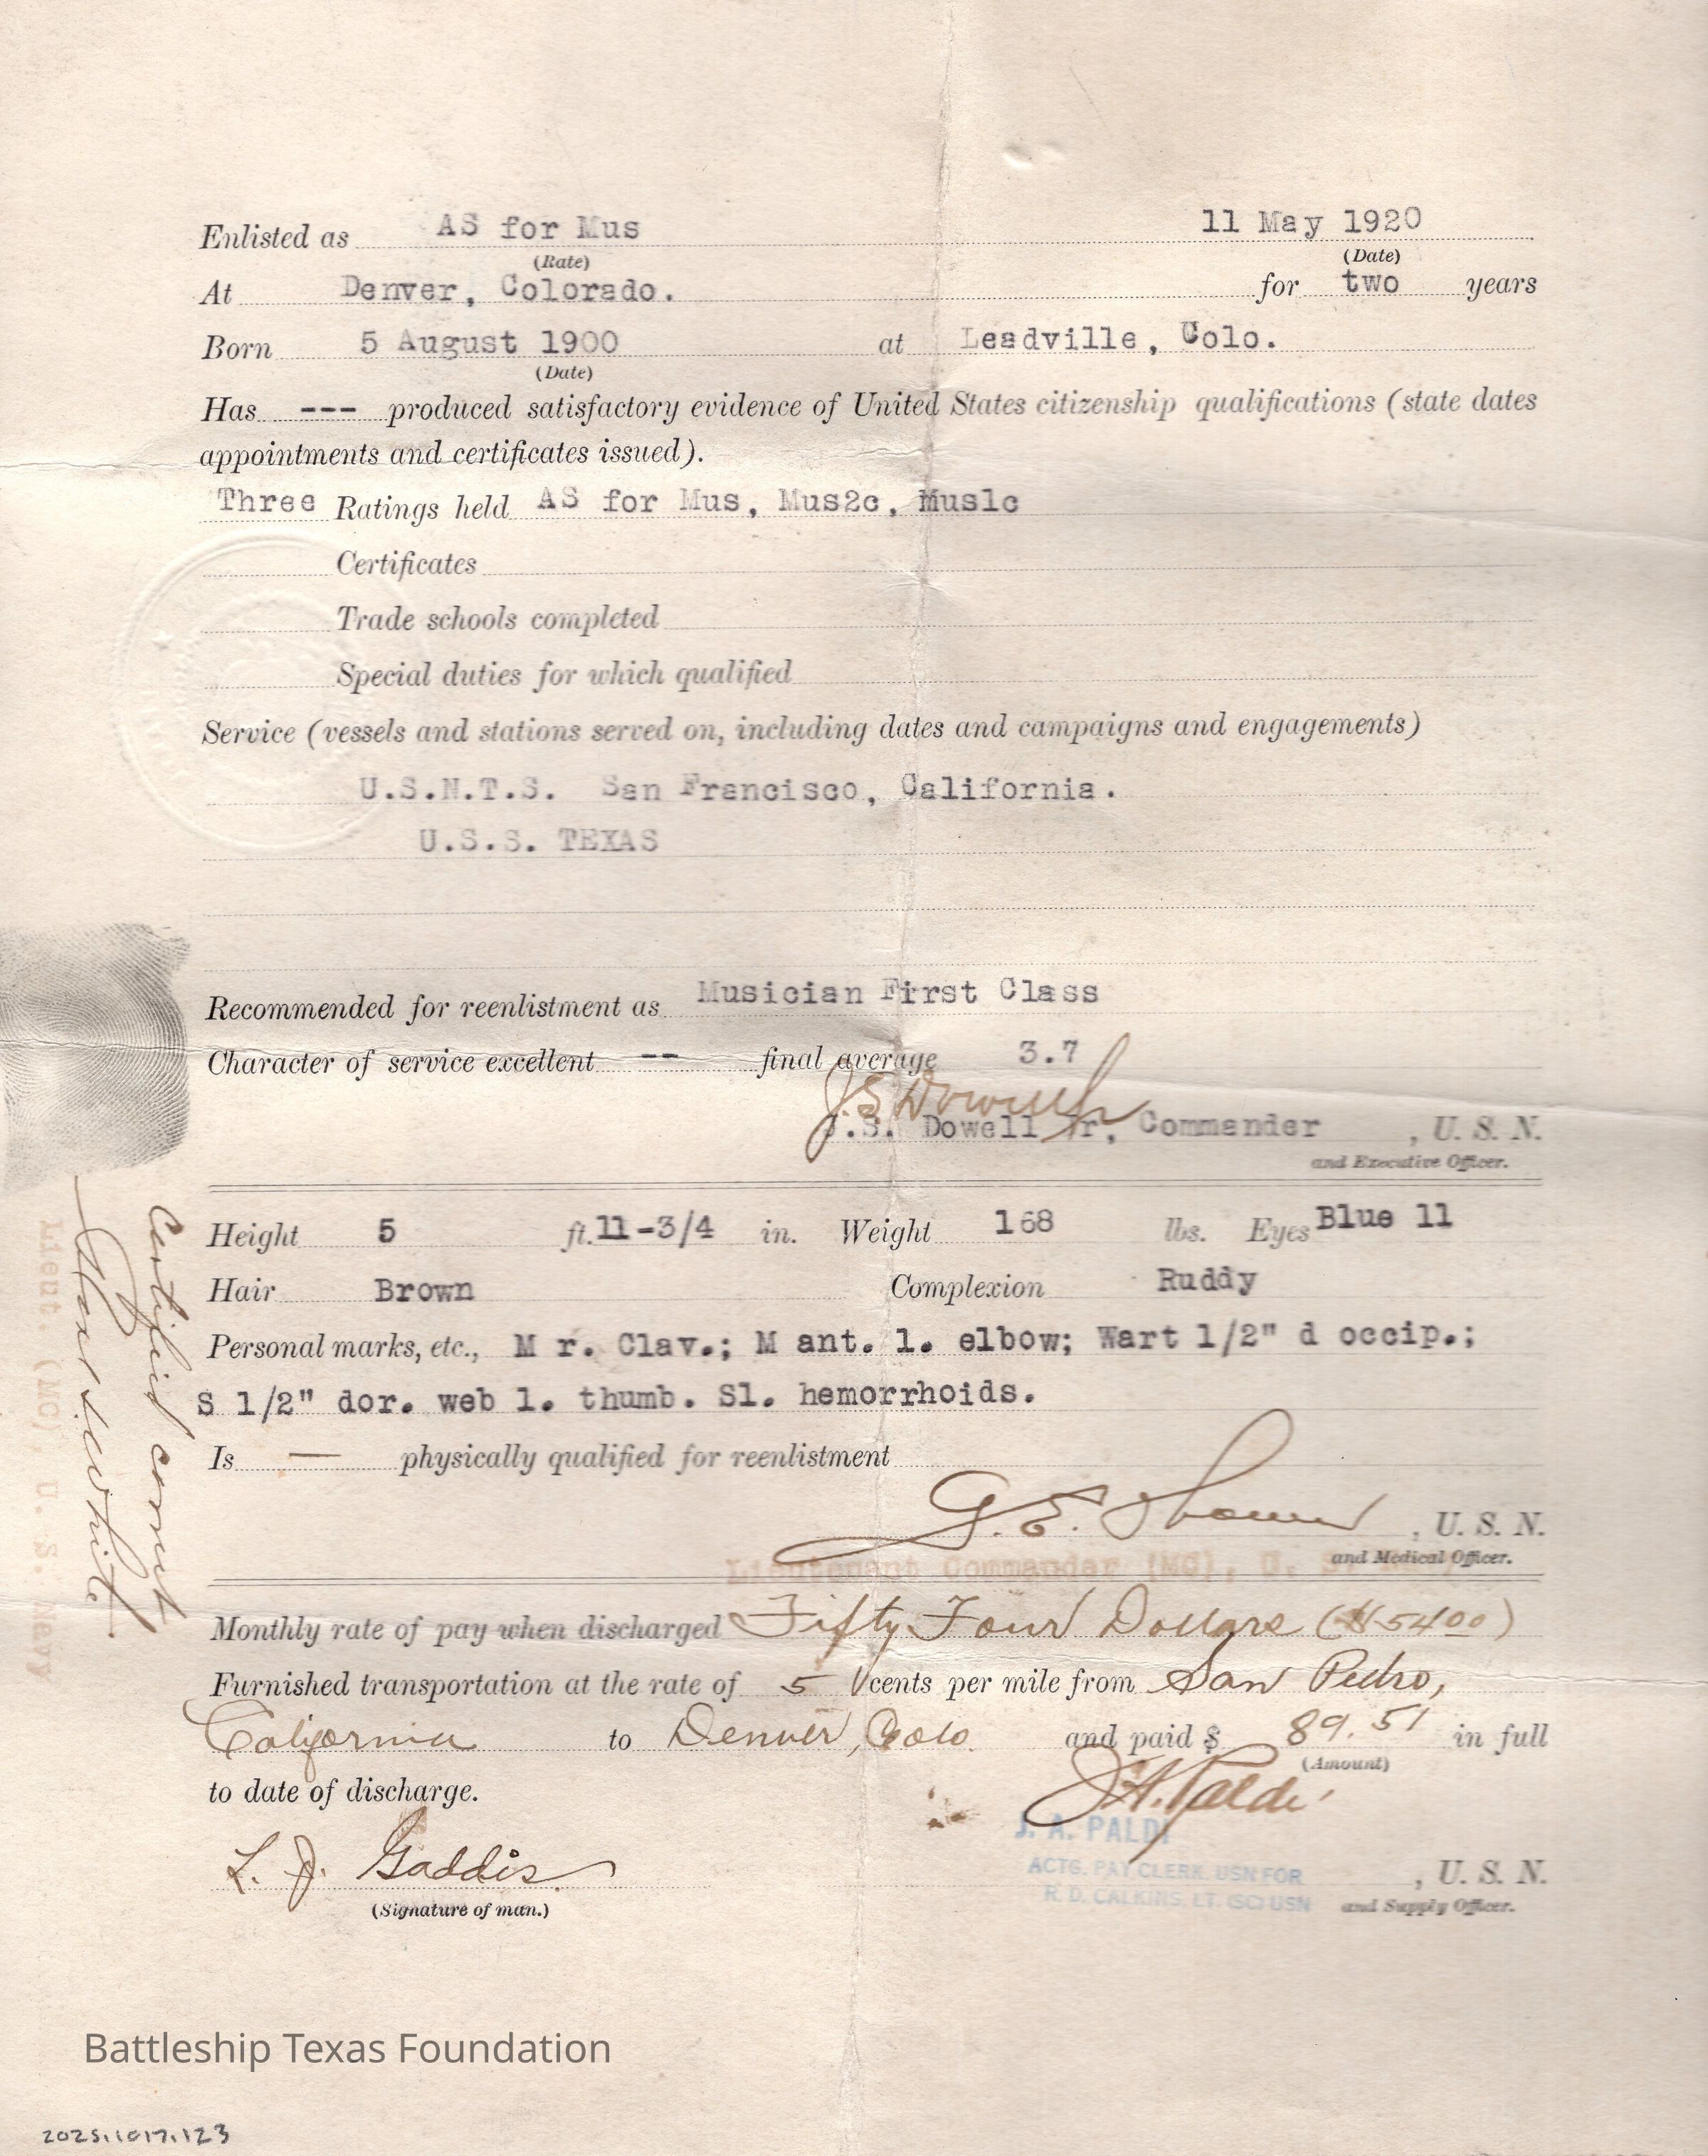 Enlisted as AS for Mus 11 May 1920
(Rate) (Date)
At Denver, Colorado. for two years
Born 5 August 1900 at Leadville, Colo.
(Date)
Has --- produced satisfactory evidence of United States citizenship qualifications (state dates
appointments and certificates issued).
Three Ratings held AS for Mus, Mus2c, Mus1c
Certificates
Trade schools completed
Special duties for which qualified
Service (vessels and stations served on, including dates and campaigns and engagements)
U.S.N.T.S. San Francisco, California.
U.S.S. TEXAS
Recommended for reenlistment as Musician First Class
Character of service excellent -- final average 3.7
J.S. Dowell Jr
J.S. Dowell Jr, Commander , U. S. N.
and Executive Officer.
Height 5 ft. 11-3/4 in. Weight 168 lbs. Eyes Blue 11
Hair Brown Complexion Ruddy
Personal marks, etc., M r. Clav.; M ant. l. elbow; Wart 1/2" d occip.;
S 1/2" dor. web l. thumb. Sl. hemorrhoids.
Is — physically qualified for reenlistment
G.E. , U. S. N.
Lieutenant Commander (MC), U. S.
and Medical Officer.
Monthly rate of pay when discharged Fifty Four Dollars ($54.00)
Furnished transportation at the rate of 5 cents per mile from San Pedro,
California to Denver, Colo. and paid $ 89.51 in full
(Amount)
to date of discharge.
J.A. Paldi
J. A. PALDI
L. J. Gaddis
ACTG. PAY CLERK, USN FOR , U. S. N.
R. D. CALKINS, LT. (SC) USN and Supply Officer.
(Signature of man.)
Certified correct
Lieut. (MC), U. S. Navy
Battleship Texas Foundation
2025.1017.123